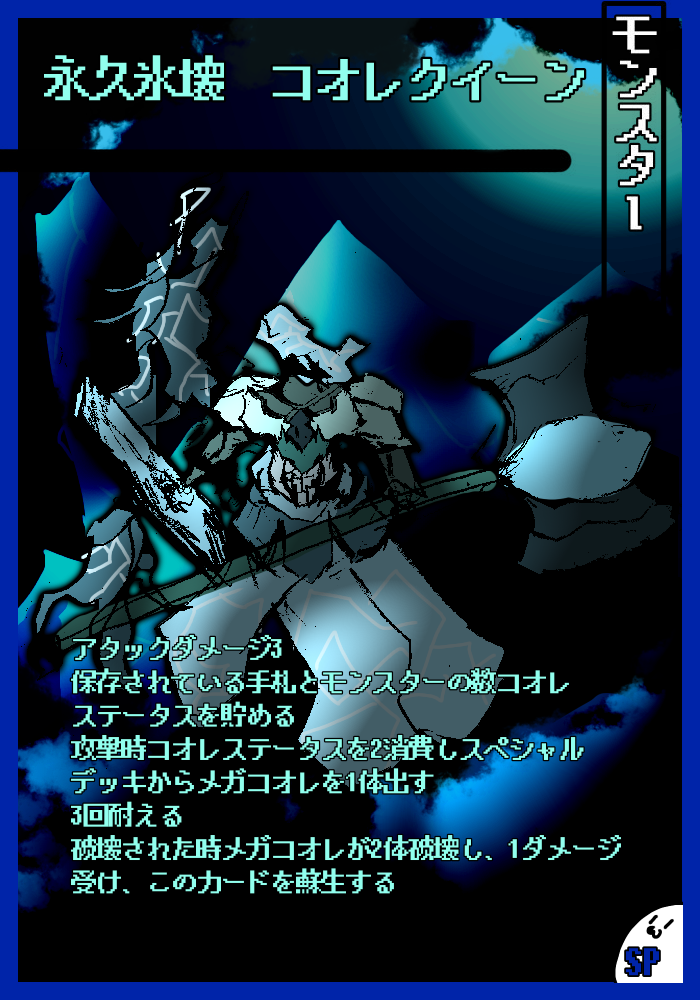 永久氷壊　コオレクイーン
モンスター
アタックダメージ3
保存されている手札とモンスターの数コオレ
ステータスを貯める
攻撃時コオレステータスを2消費しスペシャル
デッキからメガコオレを1体出す
3回耐える
破壊された時メガコオレが2体破壊し、1ダメージ
受け、このカードを蘇生する
SP